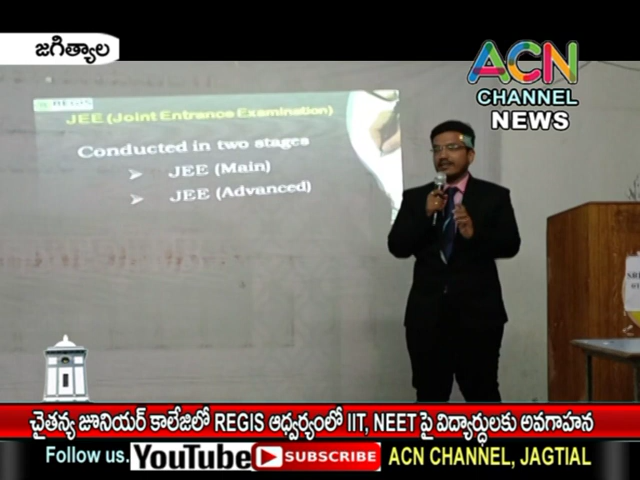 జగిత్యాల
ACN
CHANNEL
NEWS
REGIS
JEE (Joint Entrance Examination)
Conducted in two stages
JEE (Main)
JEE (Advanced)
SRI
చైతన్య జూనియర్ కాలేజిలో REGIS ఆధ్వర్యంలో IIT, NEET పై విద్యార్ధులకు అవగాహన
Follow us. YouTube SUBSCRIBE ACN CHANNEL, JAGTIAL